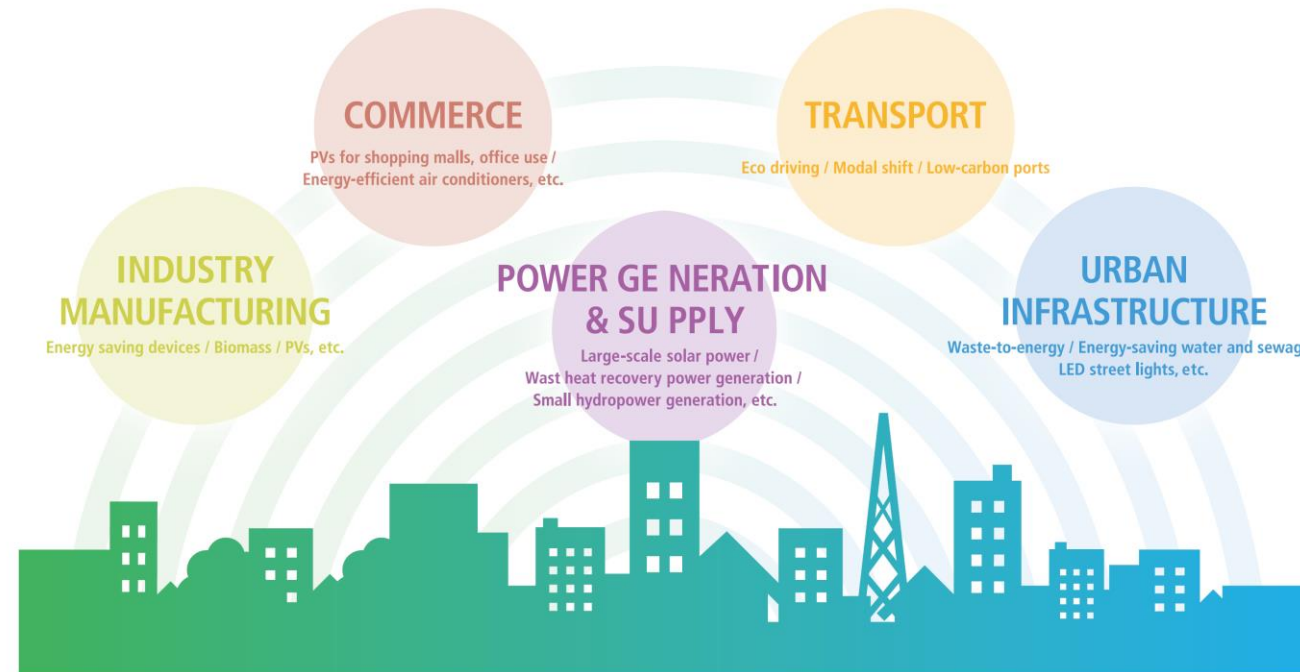 COMMERCE
PVs for shopping malls, office use /
Energy-efficient air conditioners, etc.
TRANSPORT
Eco driving / Modal shift / Low-carbon ports
INDUSTRY
MANUFACTURING
Energy saving devices / Biomass / PVs, etc.
POWER GE NERATION
& SU PPLY
Large-scale solar power /
Wast heat recovery power generation /
Small hydropower generation, etc.
URBAN
INFRASTRUCTURE
Waste-to-energy / Energy-saving water and sewag
LED street lights, etc.